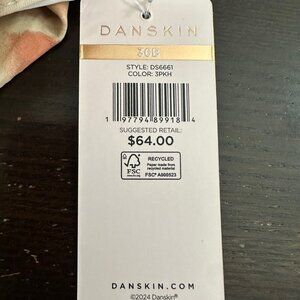 DANSKIN
36B
STYLE: DS6661
COLOR: 3PKH
1 97794 89918 4
SUGGESTED RETAIL:
$64.00
FSC
RECYCLED
Paper made from
recycled material
FSC® A000523
DANSKIN.COM
©2024 Danskin®